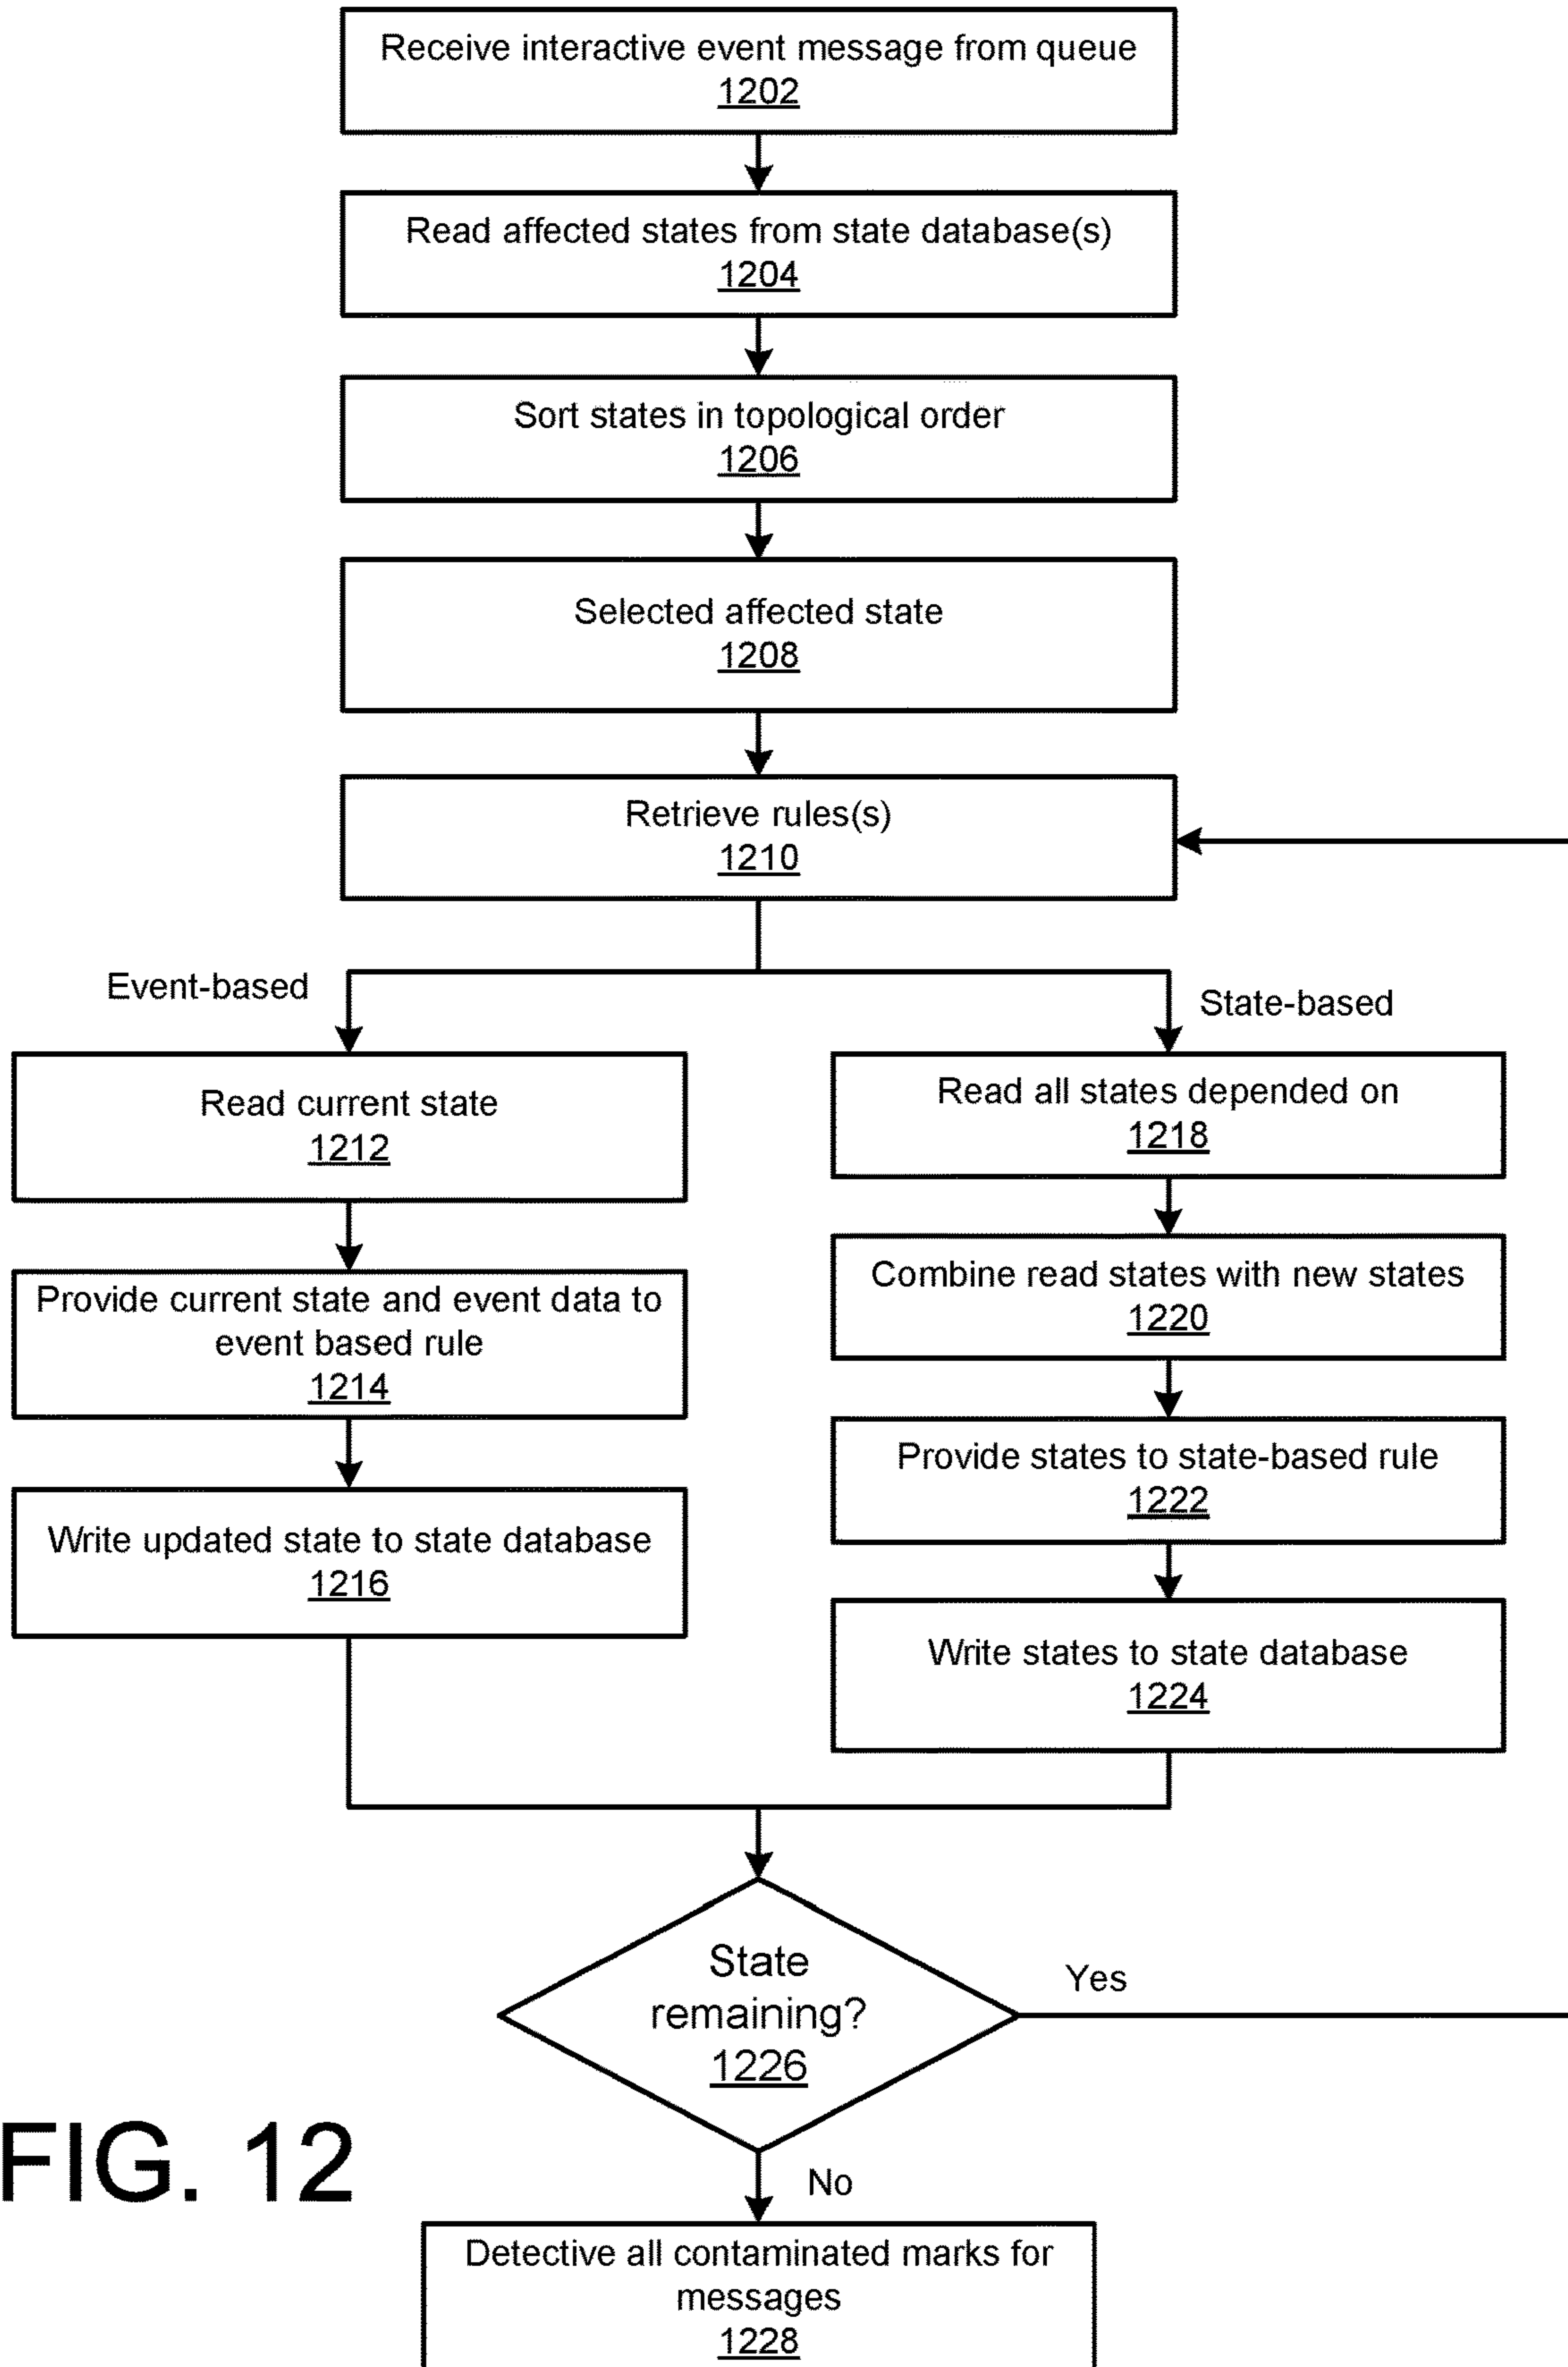 Receive interactive event message from queue
1202
Read affected states from state database(s)
1204
Sort states in topological order
1206
Selected affected state
1208
Retrieve rules(s)
1210
Event-based
State-based
Read current state
1212
Provide current state and event data to
event based rule
1214
Write updated state to state database
1216
Read all states depended on
1218
Combine read states with new states
1220
Provide states to state-based rule
1222
Write states to state database
1224
State
remaining?
1226
Yes
No
FIG. 12
Detective all contaminated marks for
messages
1228